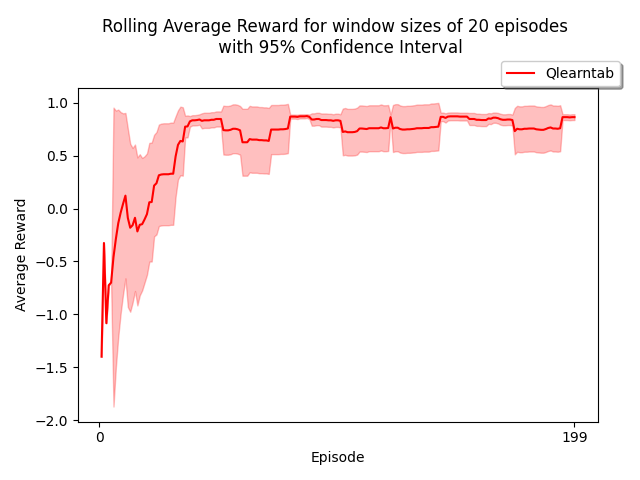 Rolling Average Reward for window sizes of 20 episodes
with 95% Confidence Interval
Qlearntab
1.0
0.5
0.0
−0.5
−1.0
−1.5
−2.0
Average Reward
0
199
Episode